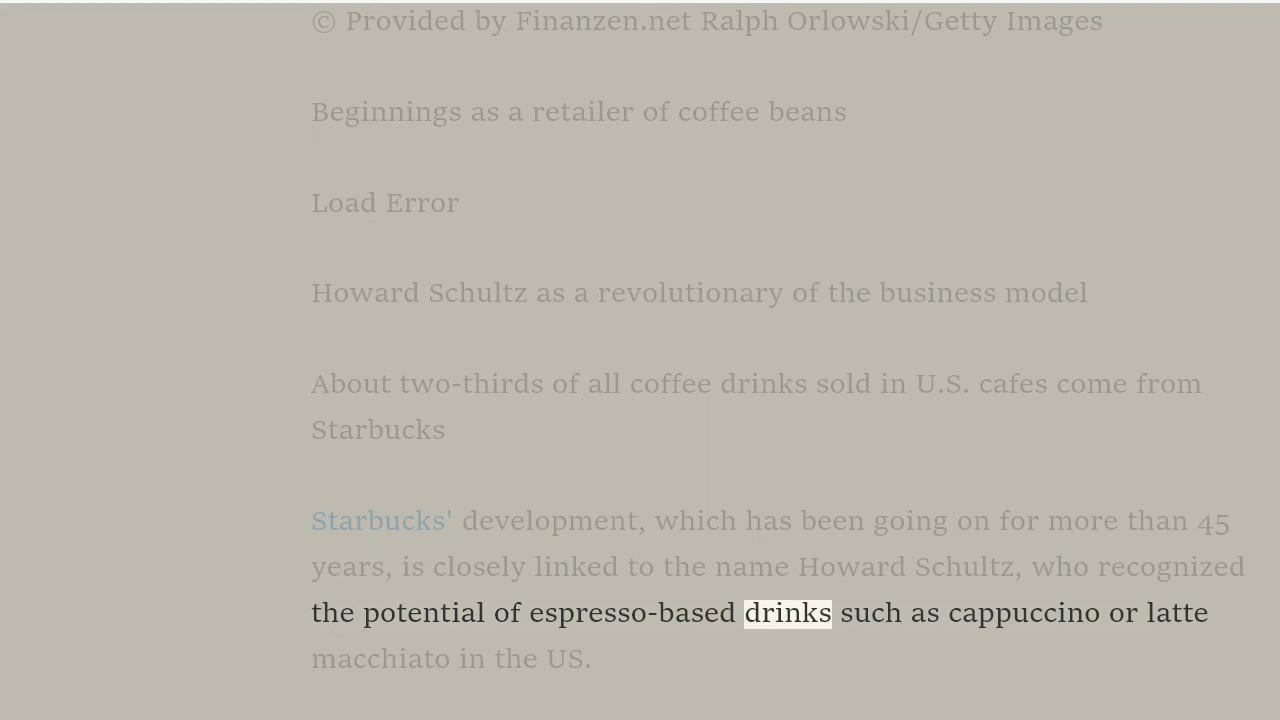 © Provided by Finanzen.net Ralph Orlowski/Getty Images
Beginnings as a retailer of coffee beans
Load Error
Howard Schultz as a revolutionary of the business model
About two-thirds of all coffee drinks sold in U.S. cafes come from
Starbucks
Starbucks' development, which has been going on for more than 45
years, is closely linked to the name Howard Schultz, who recognized
the potential of espresso-based drinks such as cappuccino or latte
macchiato in the US.